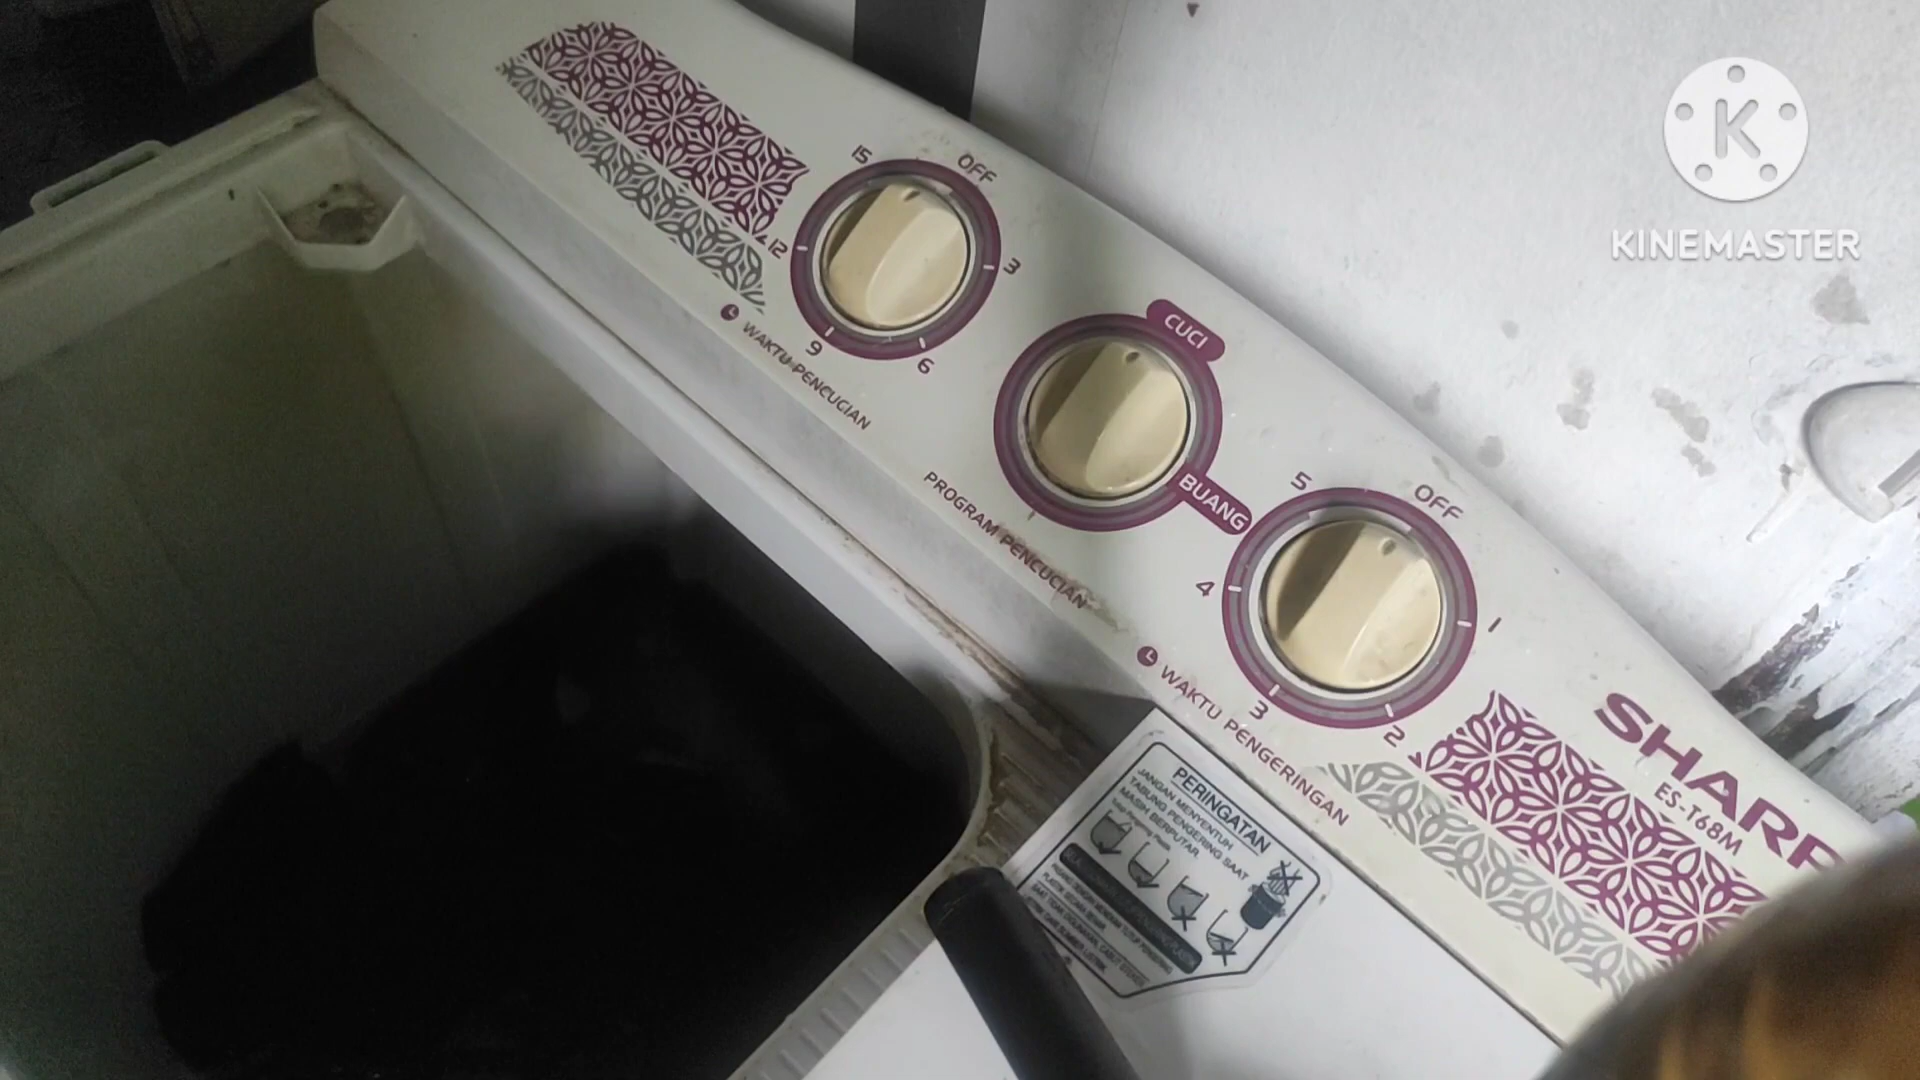 KINEMASTER
15
OFF
12
3
9
6
WAKTU PENCUCIAN
CUCI
BUANG
PROGRAM PENCUCIAN
5
OFF
4
1
3
2
WAKTU PENGERINGAN
SHARP
ES-T68M
PERINGATAN
JANGAN MENYENTUH
TABUNG PENGERING SAAT
MASIH BERPUTAR.